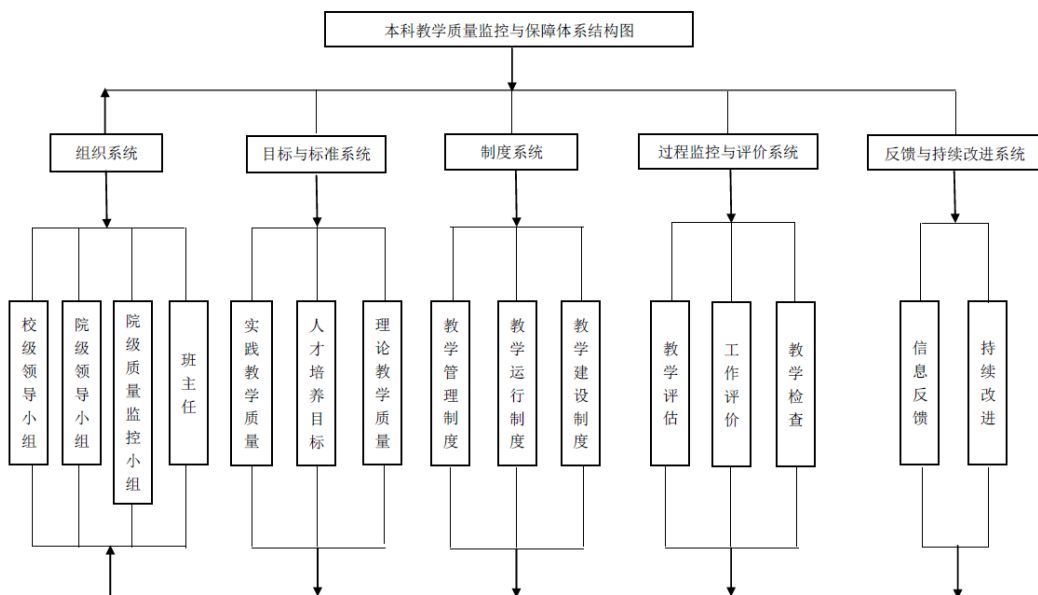 本科教学质量监控与保障体系结构图
组织系统
目标与标准系统
制度系统
过程监控与评价系统
反馈与持续改进系统
校级领导小组
院级领导小组
院级质量监控小组
班主任
实践教学质量
人才培养目标
理论教学质量
教学管理制度
教学运行制度
教学建设制度
教学评估
工作评价
教学检查
信息反馈
持续改进